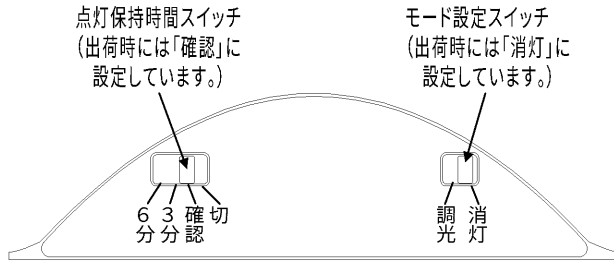 点灯保持時間スイッチ
（出荷時には「確認」に
設定しています。）
モード設定スイッチ
（出荷時には「消灯」に
設定しています。）
6分
3分
確認
切
調光
消灯